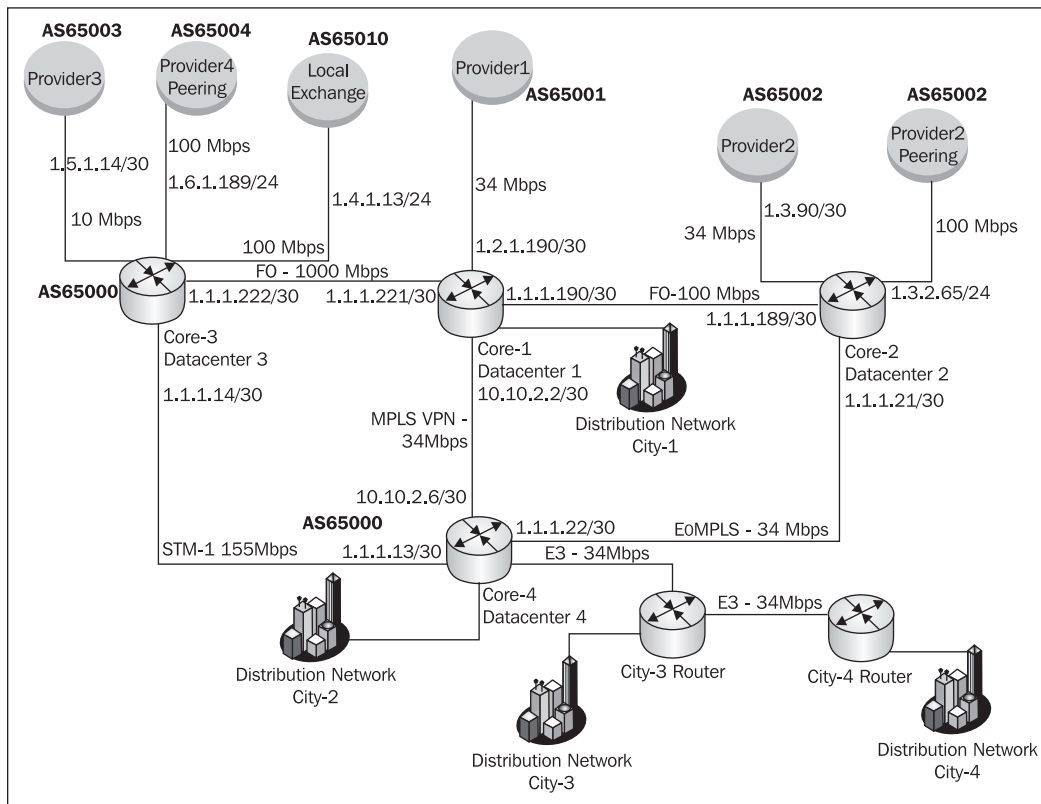 AS65003
AS65004
AS65010
Provider3
Provider4
Peering
Local
Exchange
Provider1
AS65001
AS65002
AS65002
Provider2
Provider2
Peering
1.5.1.14/30
100 Mbps
1.6.1.189/24
1.4.1.13/24
34 Mbps
1.3.90/30
34 Mbps
100 Mbps
10 Mbps
100 Mbps
1.2.1.190/30
FO - 1000 Mbps
AS65000
1.1.1.222/30
1.1.1.221/30
1.1.1.190/30
FO-100 Mbps
1.1.1.189/30
1.3.2.65/24
Core-3
Datacenter 3
1.1.1.14/30
Core-1
Datacenter 1
10.10.2.2/30
Core-2
Datacenter 2
1.1.1.21/30
MPLS VPN -
34Mbps
Distribution Network
City-1
10.10.2.6/30
AS65000
1.1.1.22/30
E0MPLS - 34 Mbps
STM-1 155Mbps
1.1.1.13/30
E3 - 34Mbps
Core-4
Datacenter 4
E3 - 34Mbps
City-3 Router
City-4 Router
Distribution Network
City-2
Distribution Network
City-3
Distribution Network
City-4